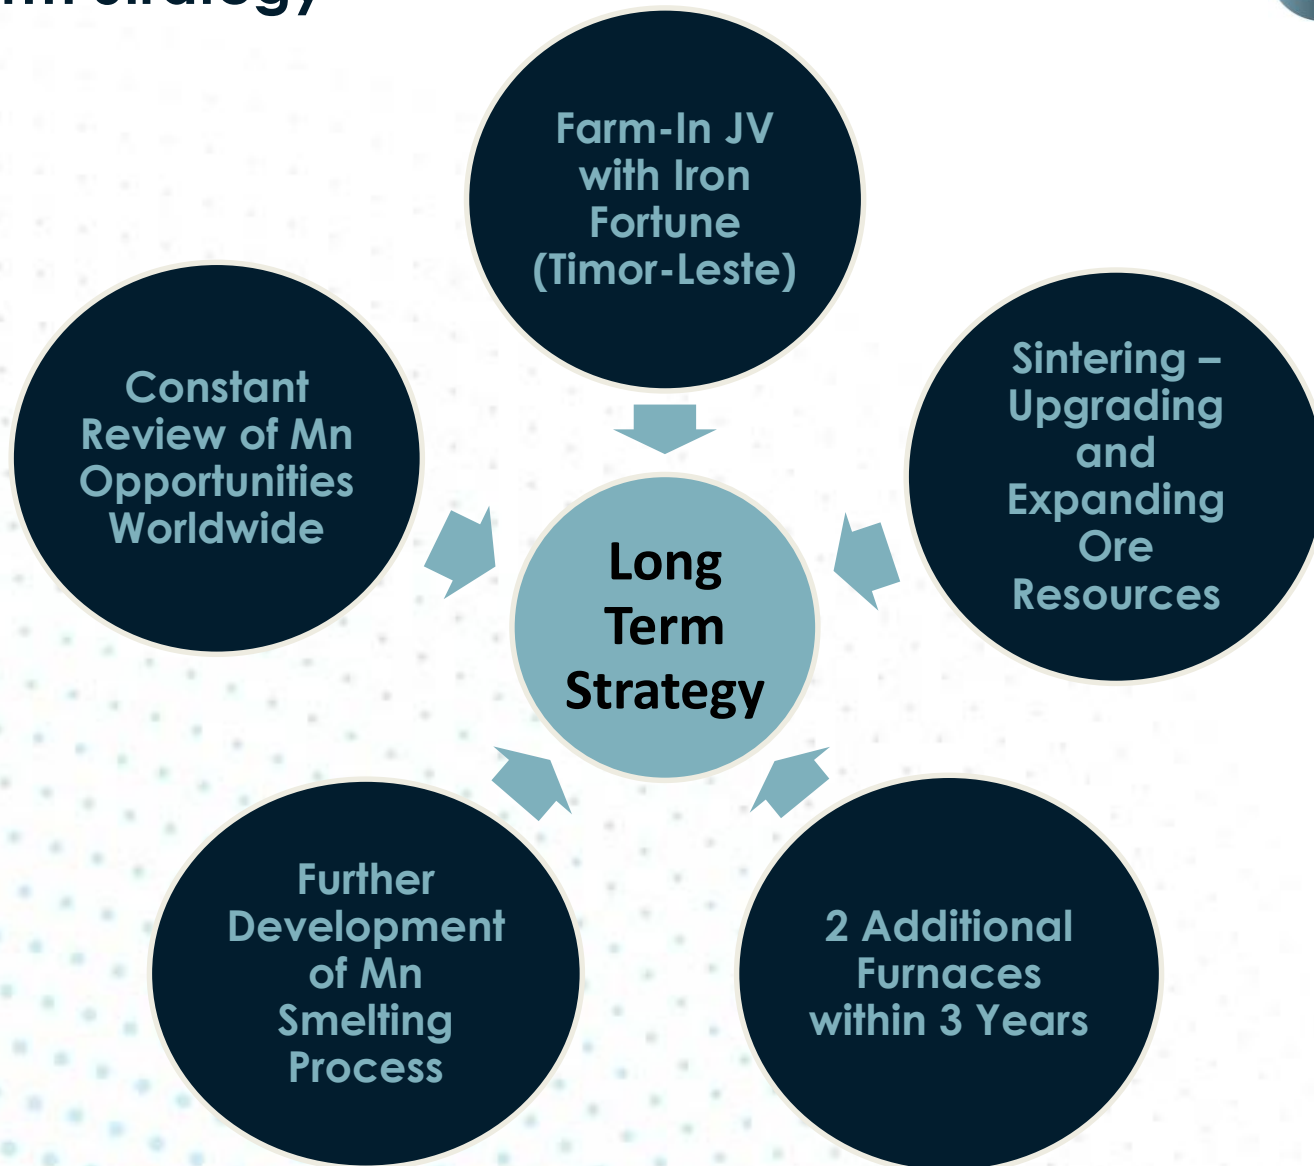 Strategy
Farm-In JV
with Iron
Fortune
(Timor-Leste)
Constant
Review of Mn
Opportunities
Worldwide
Sintering –
Upgrading
and
Expanding
Ore
Resources
Long
Term
Strategy
Further
Development
of Mn
Smelting
Process
2 Additional
Furnaces
within 3 Years